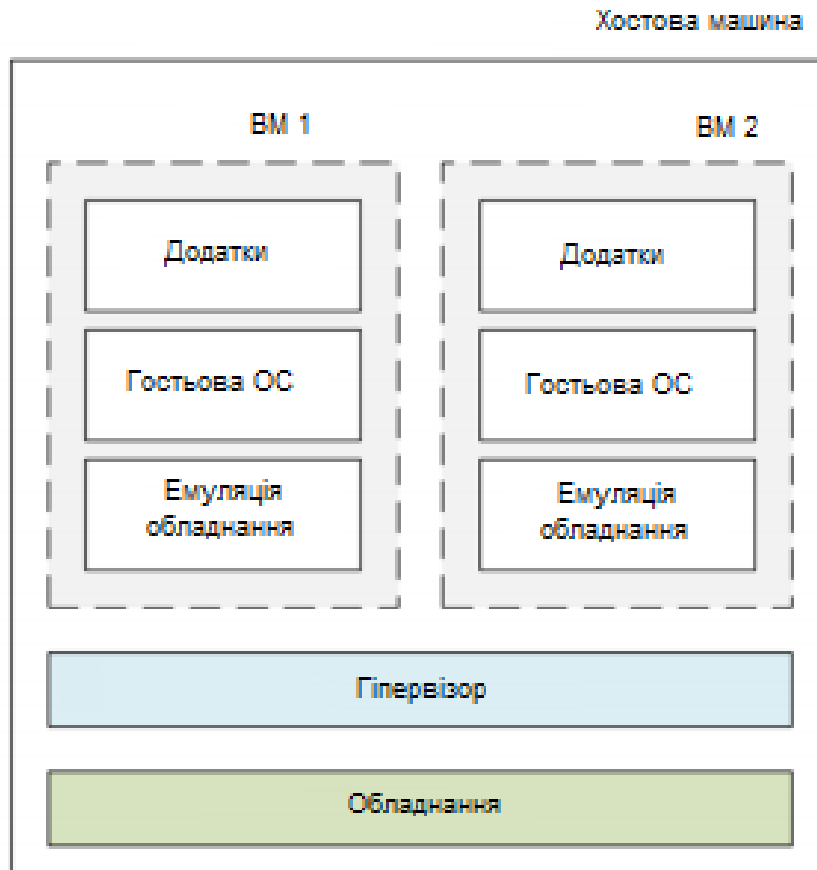 Хостова машина
ВМ 1
ВМ 2
Додатки
Додатки
Гостьова ОС
Гостьова ОС
Емуляція
обладнання
Емуляція
обладнання
Гіпервізор
Обладнання